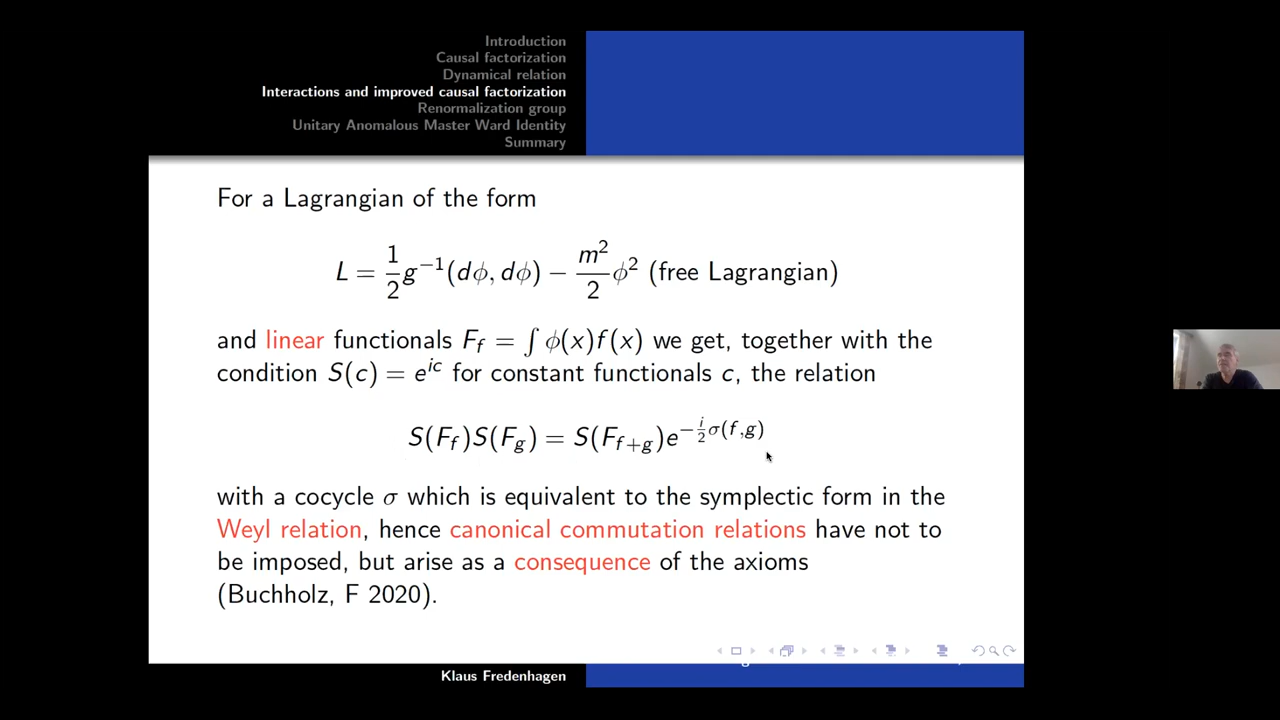 Introduction
Causal factorization
Dynamical relation
Interactions and improved causal factorization
Renormalization group
Unitary Anomalous Master Ward Identity
Summary
For a Lagrangian of the form
L = \frac{1}{2} g^{-1}(dϕ, dϕ) − \frac{m^2}{2} ϕ^2 (free Lagrangian)
and linear functionals F_f = ∫ ϕ(x)f(x) we get, together with the
condition S(c) = e^{ic} for constant functionals c, the relation
S(F_f)S(F_g) = S(F_{f+g})e^{-\frac{i}{2}σ(f,g)}
with a cocycle σ which is equivalent to the symplectic form in the
Weyl relation, hence canonical commutation relations have not to
be imposed, but arise as a consequence of the axioms
(Buchholz, F 2020).
Klaus Fredenhagen